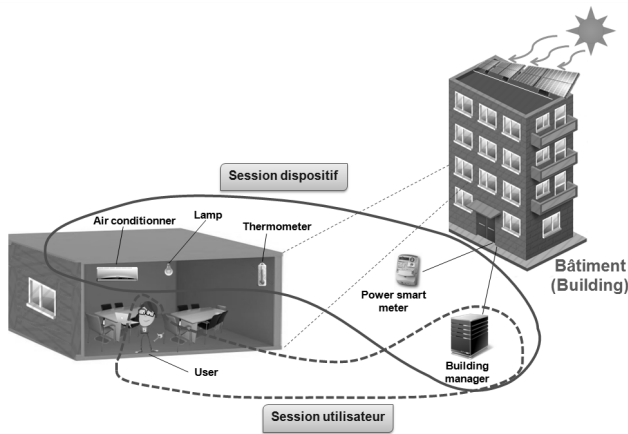 Session dispositif
Air conditionner
Lamp
Thermometer
Bâtiment
(Building)
Power smart
meter
Building
manager
User
Session utilisateur